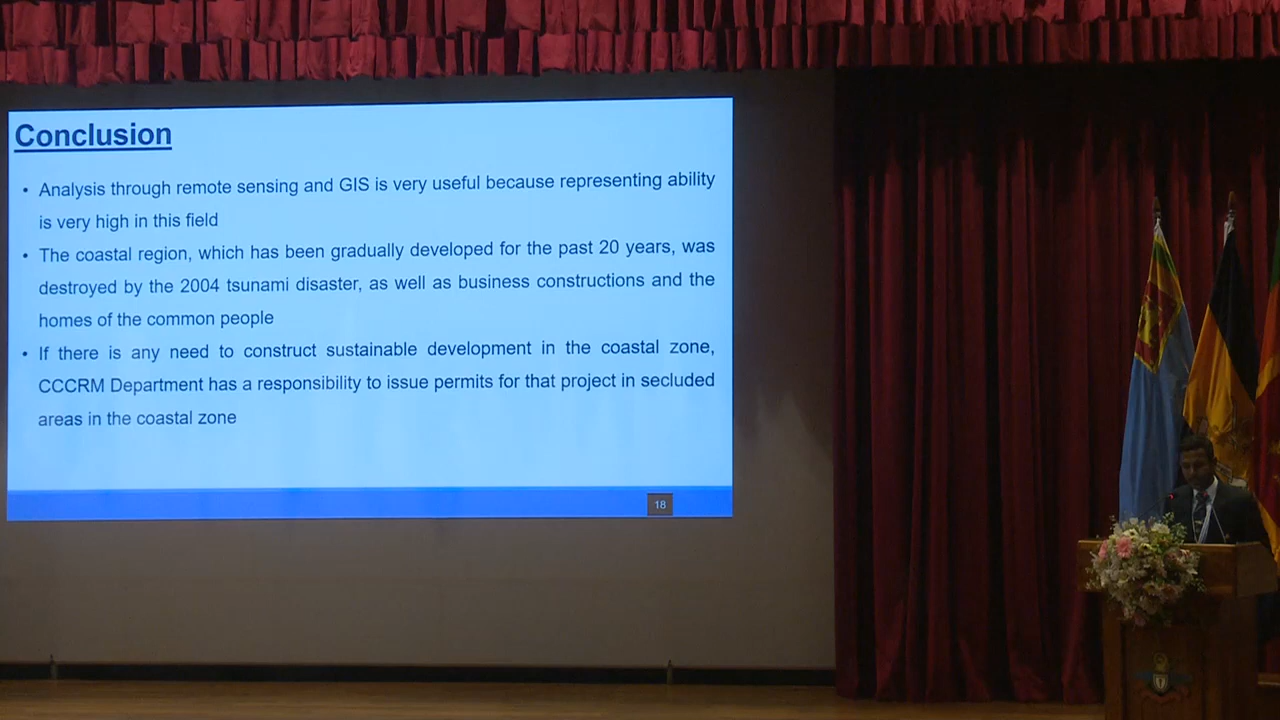 Conclusion
• Analysis through remote sensing and GIS is very useful because representing ability
is very high in this field
• The coastal region, which has been gradually developed for the past 20 years, was
destroyed by the 2004 tsunami disaster, as well as business constructions and the
homes of the common people
• If there is any need to construct sustainable development in the coastal zone,
CCCRM Department has a responsibility to issue permits for that project in secluded
areas in the coastal zone
18